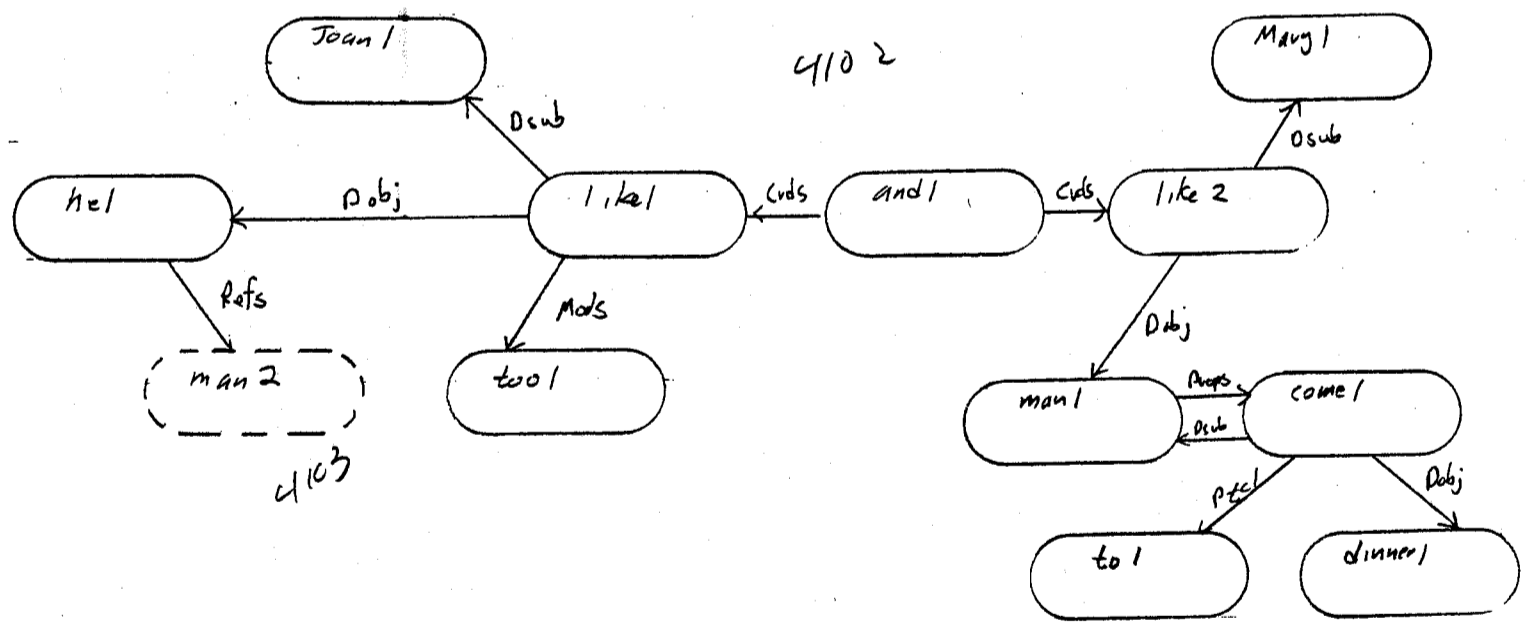 Joan1
4102
Mary1
Dsub
Dsub
he1
Dobj
like1
Crds
and1
Crds
like2
Refs
Mods
Dobj
man2
too1
man1
Props
come1
Dsub
4103
Ptcl
Dobj
to1
dinner1